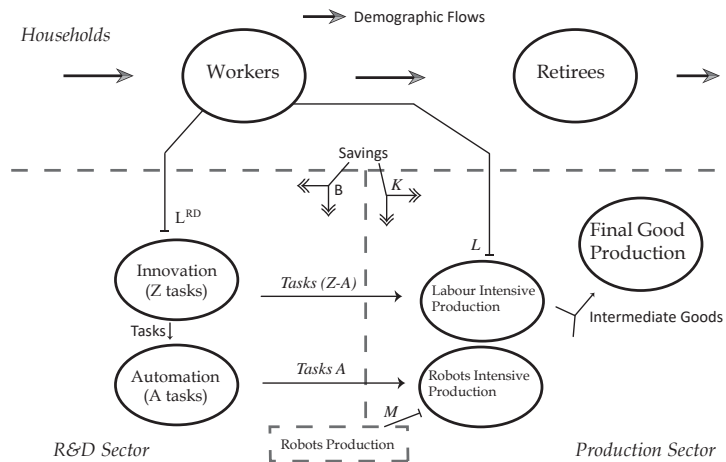 Demographic Flows
Households
Workers
Retirees
Savings
B
K
L^RD
L
Final Good
Production
Innovation
(Z tasks)
Tasks (Z-A)
Labour Intensive
Production
Intermediate Goods
Tasks
Automation
(A tasks)
Tasks A
Robots Intensive
Production
M
Robots Production
R&D Sector
Production Sector